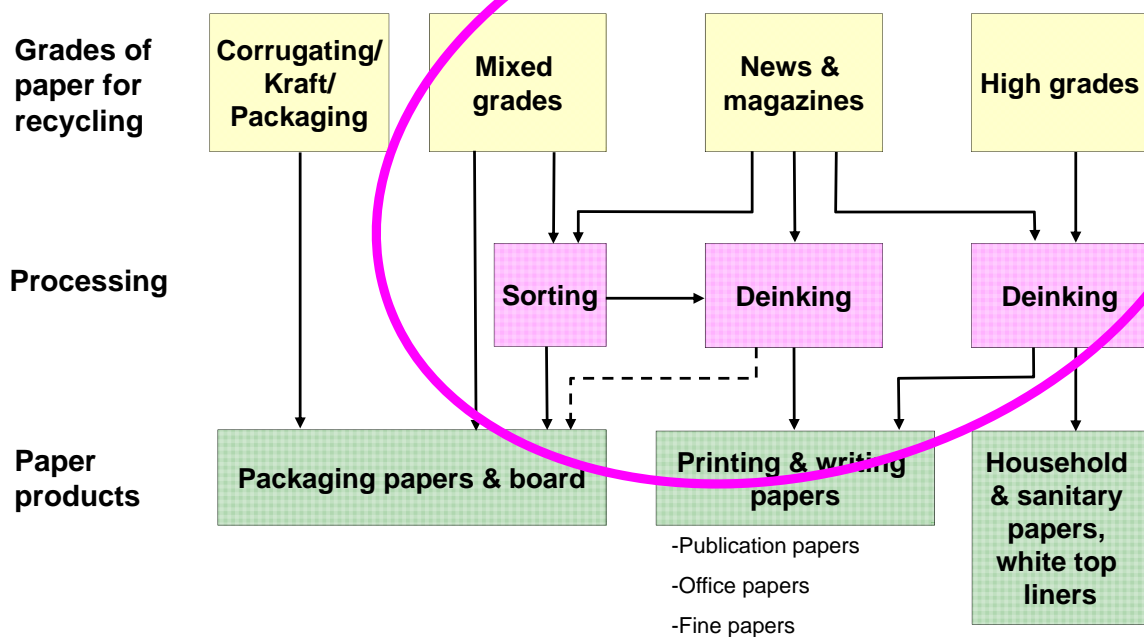 Grades of
paper for
recycling
Corrugating/
Kraft/
Packaging
Mixed
grades
News &
magazines
High grades
Processing
Sorting
Deinking
Deinking
Paper
products
Packaging papers & board
Printing & writing
papers
Household
& sanitary
papers,
white top
liners
-Publication papers
-Office papers
-Fine papers